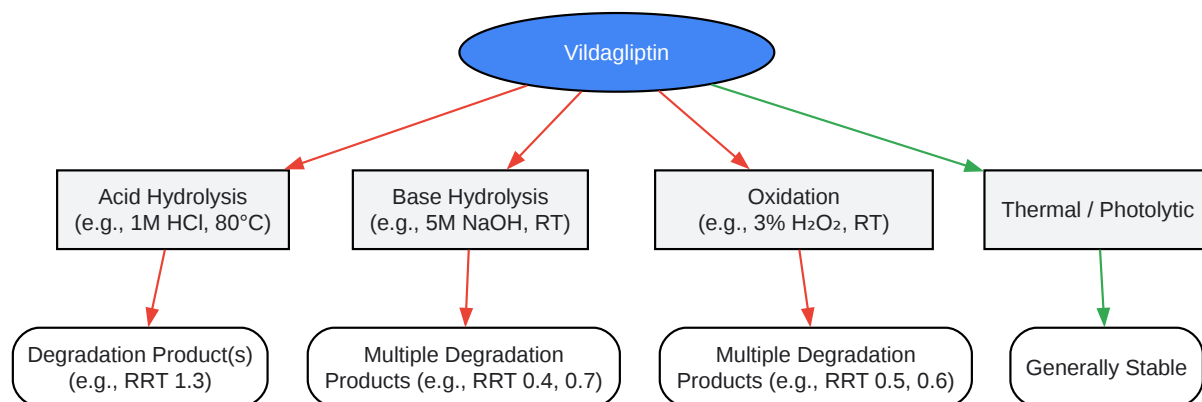 Vildagliptin
Acid Hydrolysis
(e.g., 1M HCl, 80°C)
Base Hydrolysis
(e.g., 5M NaOH, RT)
Oxidation
(e.g., 3% H₂O₂, RT)
Thermal / Photolytic
Degradation Product(s)
(e.g., RRT 1.3)
Multiple Degradation
Products (e.g., RRT 0.4, 0.7)
Multiple Degradation
Products (e.g., RRT 0.5, 0.6)
Generally Stable